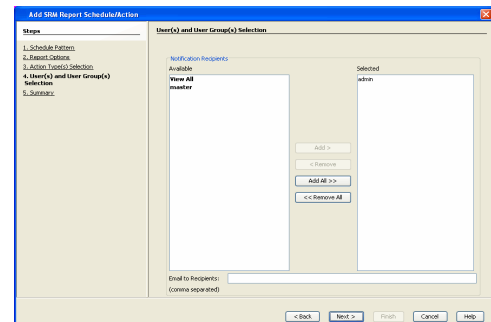 Add SRM Report Schedule/Action
Steps
1. Schedule Pattern
2. Report Options
3. Action Type(s) Selection
4. User(s) and User Group(s)
Selection
5. Summary
User(s) and User Group(s) Selection
Notification Recipients
Available
View All
master
Selected
admin
Add >
< Remove
Add All >>
<< Remove All
Email to Recipients:
(comma separated)
< Back
Next >
Finish
Cancel
Help